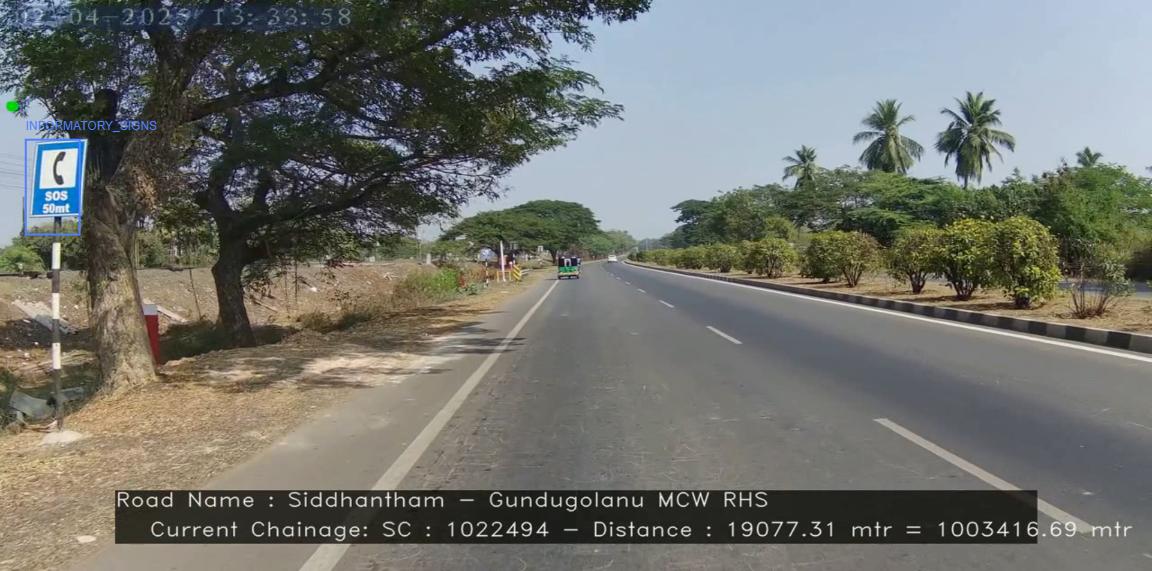 02-04-2025 13:33:58
INFORMATORY_SIGNS
SOS
50mt
Road Name : Siddhantham - Gundugolanu MCW RHS
Current Chainage: SC : 1022494 - Distance : 19077.31 mtr = 1003416.69 mtr